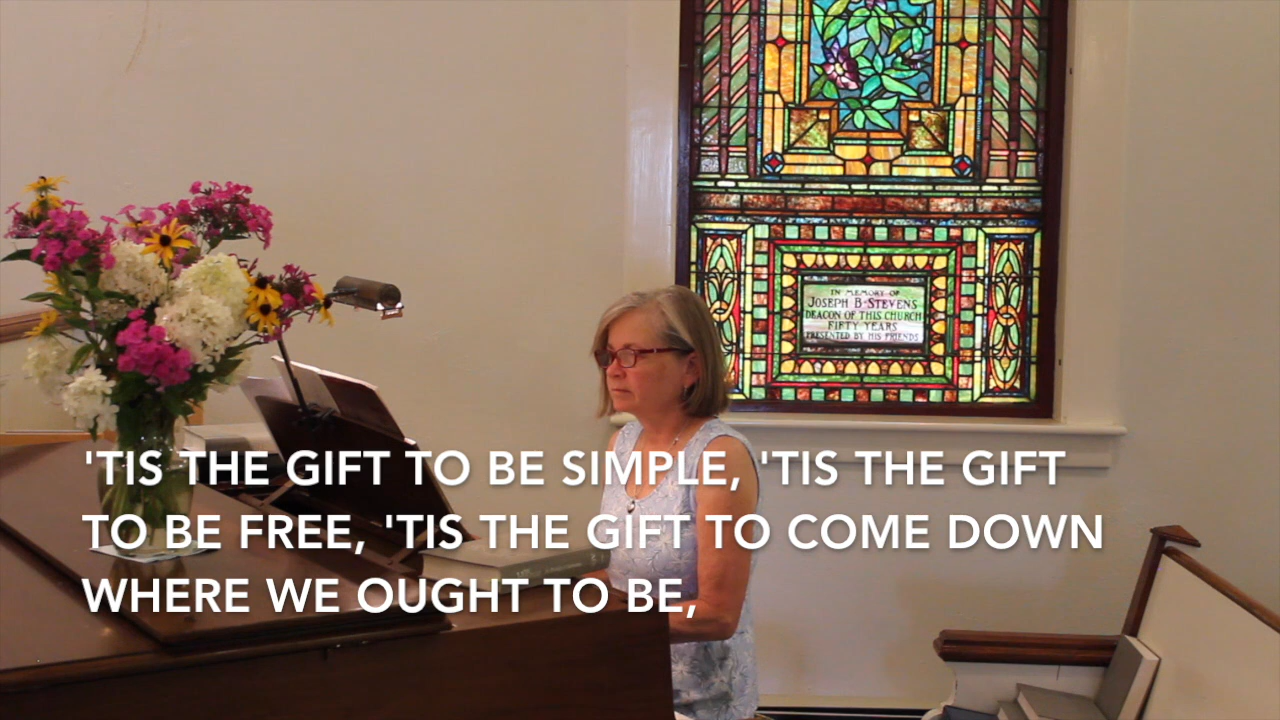 IN MEMORY OF
JOSEPH B. STEVENS
DEACON OF THIS CHURCH
FIFTY YEARS
PRESENTED BY HIS FRIENDS
'TIS THE GIFT TO BE SIMPLE, 'TIS THE GIFT
TO BE FREE, 'TIS THE GIFT TO COME DOWN
WHERE WE OUGHT TO BE,